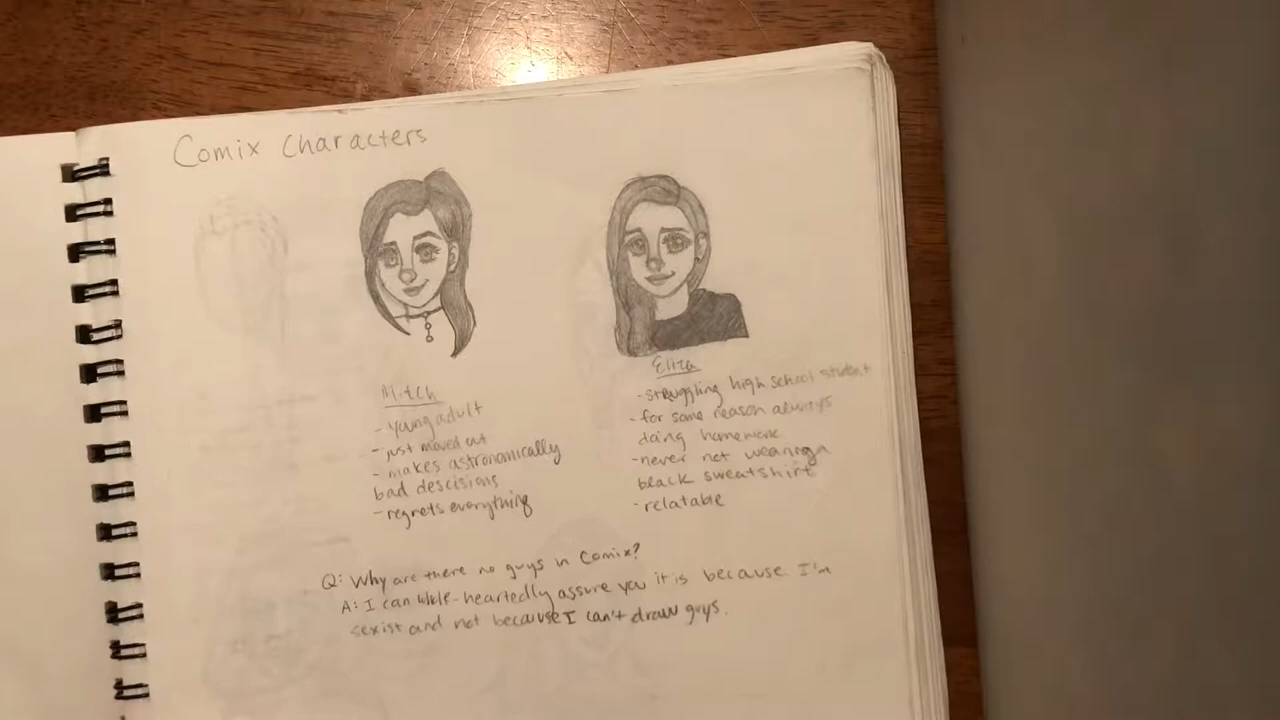 Comix Characters
Mitch
- young adult
- just moved out
- makes astronomically
bad descisions
- regrets everything
Eliza
- struggling high school student
- for some reason always
doing homework
- never not wearing a
black sweatshirt
- relatable
Q: Why are there no guys in Comix?
A: I can whole-heartedly assure you it is because I'm
sexist and not because I can't draw guys.